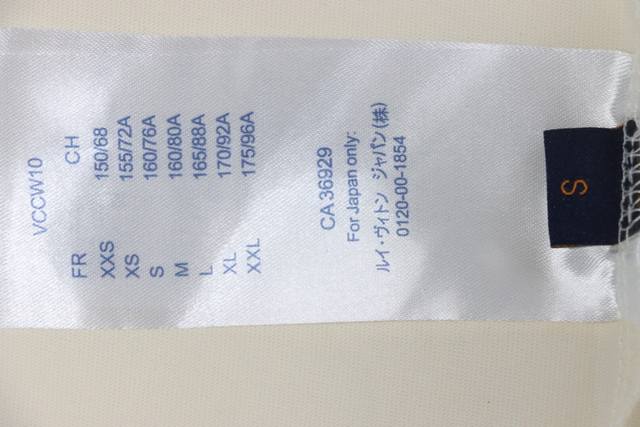 VCCW10
FR CH
XXS 150/68
XS 155/72A
S 160/76A
M 160/80A
L 165/88A
XL 170/92A
XXL 175/96A
CA 36929
For Japan only:
ルイ・ヴィトン ジャパン(株)
0120-00-1854
S